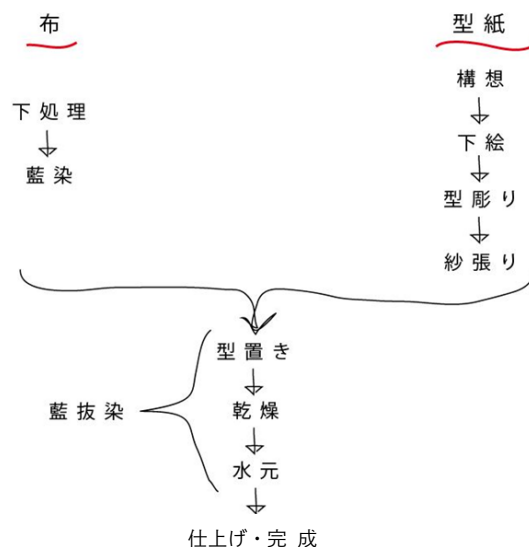 布
下処理
藍染
型紙
構想
下絵
型彫り
紗張り
型置き
藍抜染
乾燥
水元
仕上げ・完成